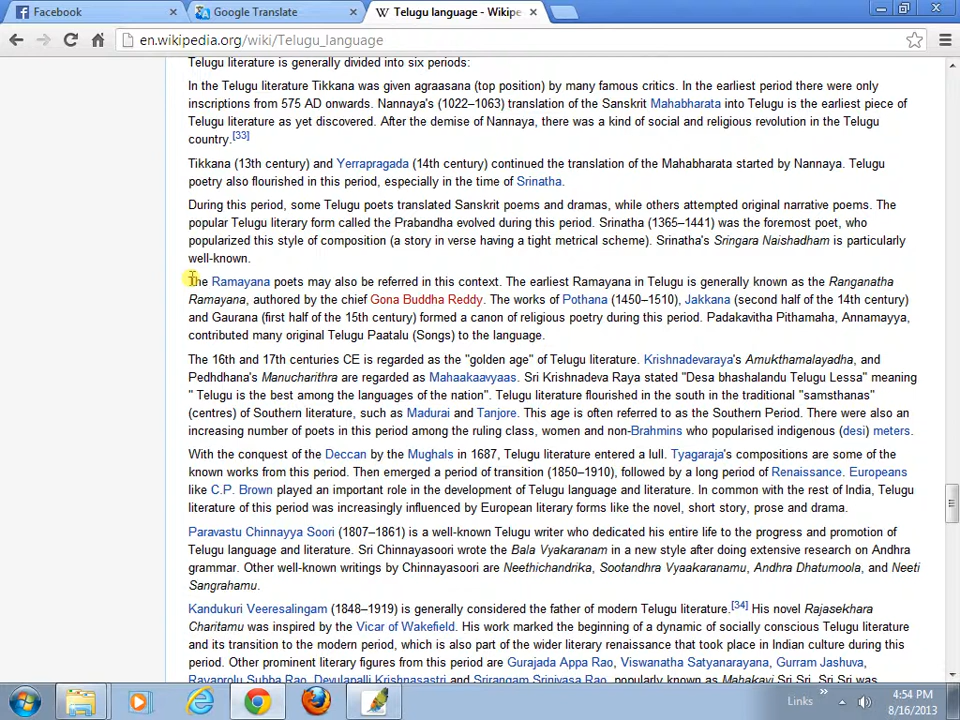 Facebook
Google Translate
Telugu language - Wikipe
en.wikipedia.org/wiki/Telugu_language
Telugu literature is generally divided into six periods:
In the Telugu literature Tikkana was given agraasana (top position) by many famous critics. In the earliest period there were only
inscriptions from 575 AD onwards. Nannaya's (1022–1063) translation of the Sanskrit Mahabharata into Telugu is the earliest piece of
Telugu literature as yet discovered. After the demise of Nannaya, there was a kind of social and religious revolution in the Telugu
country.[33]
Tikkana (13th century) and Yerrapragada (14th century) continued the translation of the Mahabharata started by Nannaya. Telugu
poetry also flourished in this period, especially in the time of Srinatha.
During this period, some Telugu poets translated Sanskrit poems and dramas, while others attempted original narrative poems. The
popular Telugu literary form called the Prabandha evolved during this period. Srinatha (1365–1441) was the foremost poet, who
popularized this style of composition (a story in verse having a tight metrical scheme). Srinatha's Sringara Naishadham is particularly
well-known.
The Ramayana poets may also be referred in this context. The earliest Ramayana in Telugu is generally known as the Ranganatha
Ramayana, authored by the chief Gona Buddha Reddy. The works of Pothana (1450–1510), Jakkana (second half of the 14th century)
and Gaurana (first half of the 15th century) formed a canon of religious poetry during this period. Padakavitha Pithamaha, Annamayya,
contributed many original Telugu Paatalu (Songs) to the language.
The 16th and 17th centuries CE is regarded as the "golden age" of Telugu literature. Krishnadevaraya's Amukthamalayadha, and
Pedhdhana's Manucharithra are regarded as Mahaakaavyaas. Sri Krishnadeva Raya stated "Desa bhashalandu Telugu Lessa" meaning
" Telugu is the best among the languages of the nation". Telugu literature flourished in the south in the traditional "samsthanas"
(centres) of Southern literature, such as Madurai and Tanjore. This age is often referred to as the Southern Period. There were also an
increasing number of poets in this period among the ruling class, women and non-Brahmins who popularised indigenous (desi) meters.
With the conquest of the Deccan by the Mughals in 1687, Telugu literature entered a lull. Tyagaraja's compositions are some of the
known works from this period. Then emerged a period of transition (1850–1910), followed by a long period of Renaissance. Europeans
like C.P. Brown played an important role in the development of Telugu language and literature. In common with the rest of India, Telugu
literature of this period was increasingly influenced by European literary forms like the novel, short story, prose and drama.
Paravastu Chinnayya Soori (1807–1861) is a well-known Telugu writer who dedicated his entire life to the progress and promotion of
Telugu language and literature. Sri Chinnayasoori wrote the Bala Vyakaranam in a new style after doing extensive research on Andhra
grammar. Other well-known writings by Chinnayasoori are Neethichandrika, Sootandhra Vyaakaranamu, Andhra Dhatumoola, and Neeti
Sangrahamu.
Kandukuri Veeresalingam (1848–1919) is generally considered the father of modern Telugu literature.[34] His novel Rajasekhara
Charitamu was inspired by the Vicar of Wakefield. His work marked the beginning of a dynamic of socially conscious Telugu literature
and its transition to the modern period, which is also part of the wider literary renaissance that took place in Indian culture during this
period. Other prominent literary figures from this period are Gurajada Appa Rao, Viswanatha Satyanarayana, Gurram Jashuva,
Rayaprolu Subba Rao, Devulapalli Krishnasastri and Srirangam Srinivasa Rao, popularly known as Mahakavi Sri Sri. Sri Sri was
Links
4:54 PM
8/16/2013